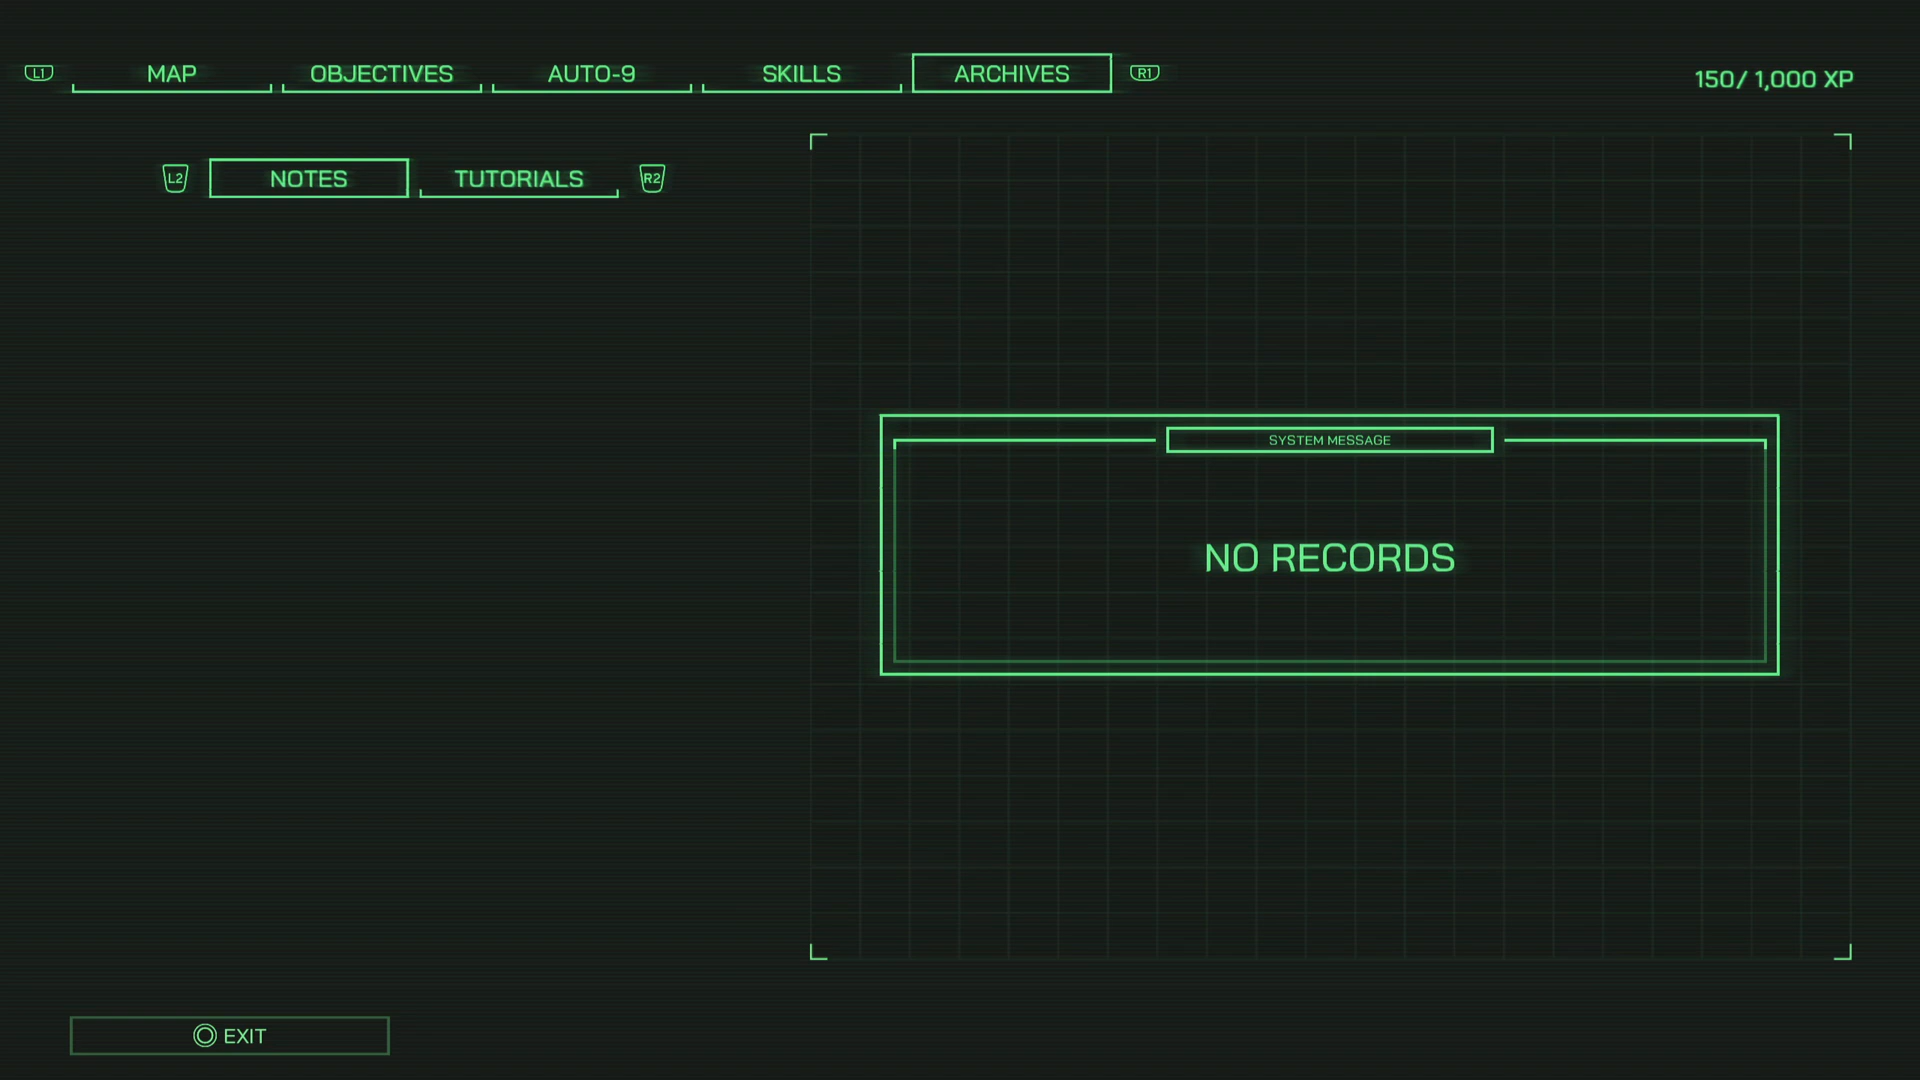 L1 MAP OBJECTIVES AUTO-9 SKILLS ARCHIVES R1
150/ 1,000 XP
L2 NOTES TUTORIALS R2
SYSTEM MESSAGE
NO RECORDS
EXIT